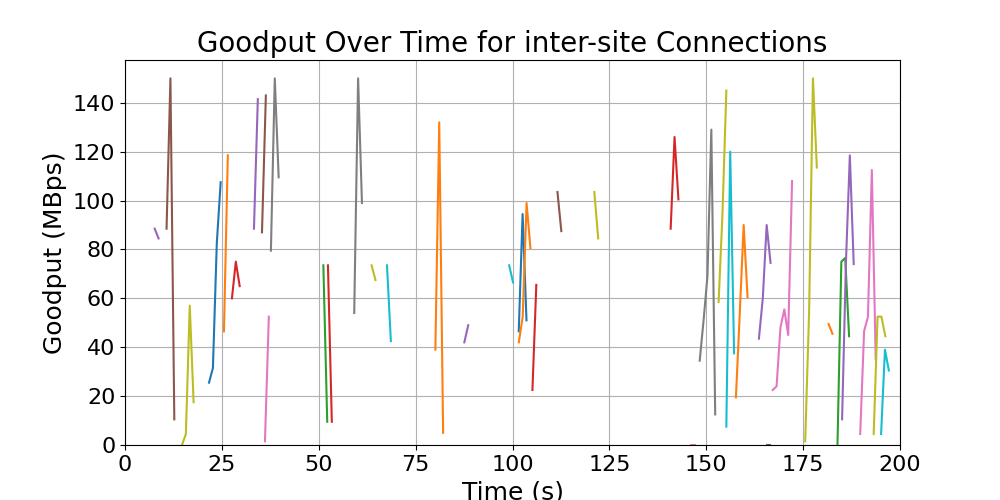 Goodput Over Time for inter-site Connections
Goodput (MBps)
140
120
100
80
60
40
20
0
0 25 50 75 100 125 150 175 200
Time (s)